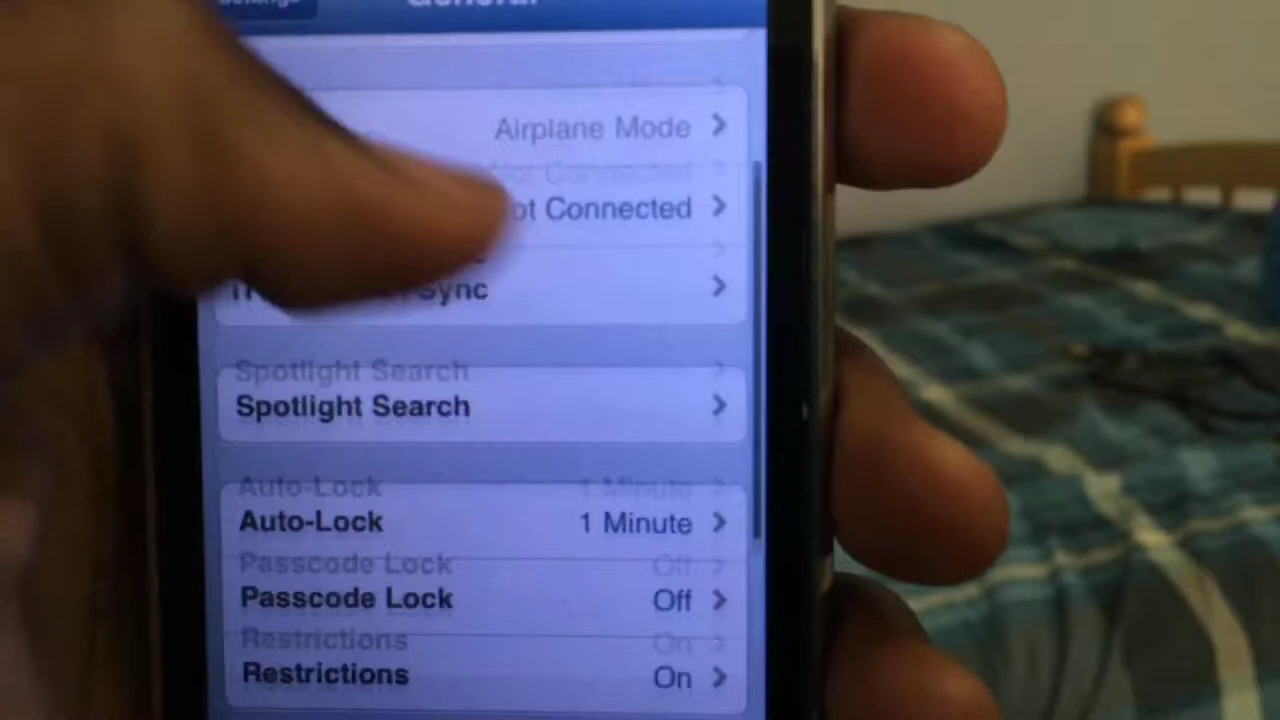 Settings
General
Airplane Mode
Not Connected
ot Connected
Sync
Spotlight Search
Spotlight Search
Auto-Lock 1 Minute
Auto-Lock 1 Minute
Passcode Lock Off
Passcode Lock Off
Restrictions On
Restrictions On